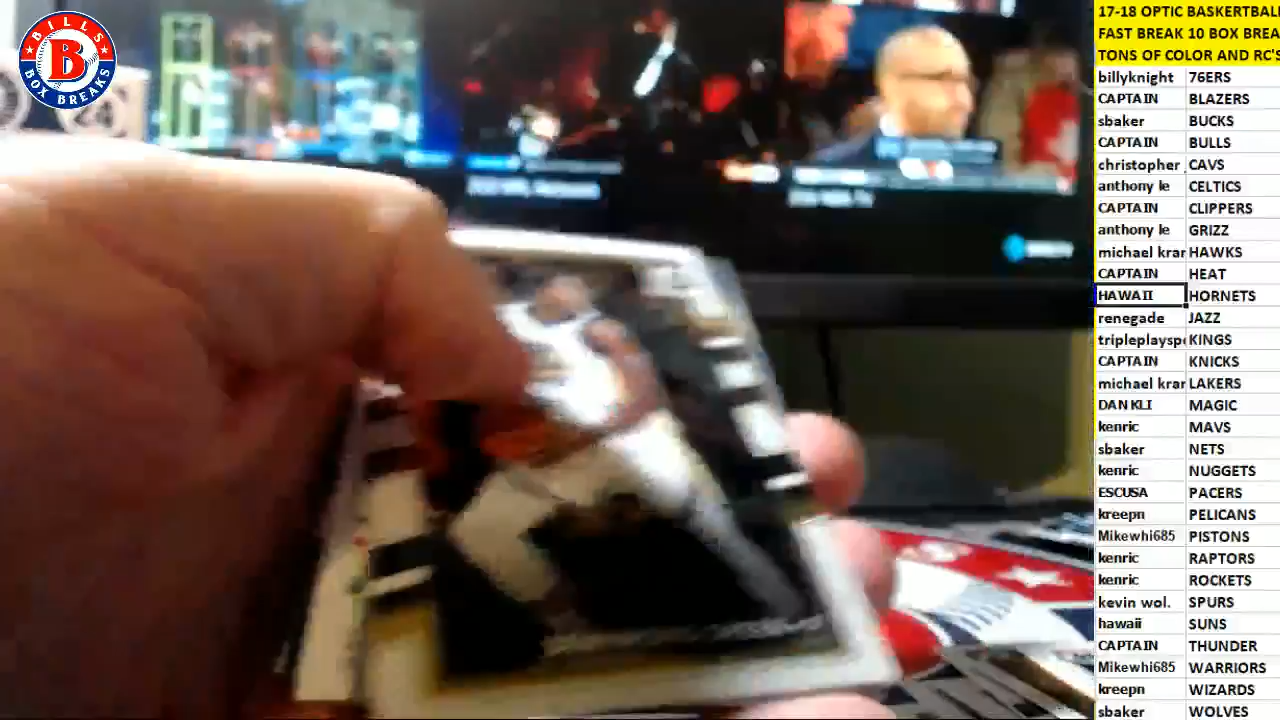 BILLS
B
BOX BREAKS
17-18 OPTIC BASKERTBALL
FAST BREAK 10 BOX BREA
TONS OF COLOR AND RC'S
billyknight 76ERS
CAPTAIN BLAZERS
sbaker BUCKS
CAPTAIN BULLS
christopher CAVS
anthony le CELTICS
CAPTAIN CLIPPERS
anthony le GRIZZ
michael krar HAWKS
CAPTAIN HEAT
HAWAII HORNETS
renegade JAZZ
tripleplayspo KINGS
CAPTAIN KNICKS
michael krar LAKERS
DAN KLI MAGIC
kenric MAVS
sbaker NETS
kenric NUGGETS
ESCUSA PACERS
kreepn PELICANS
Mikewhi685 PISTONS
kenric RAPTORS
kenric ROCKETS
kevin wol. SPURS
hawaii SUNS
CAPTAIN THUNDER
Mikewhi685 WARRIORS
kreepn WIZARDS
sbaker WOLVES